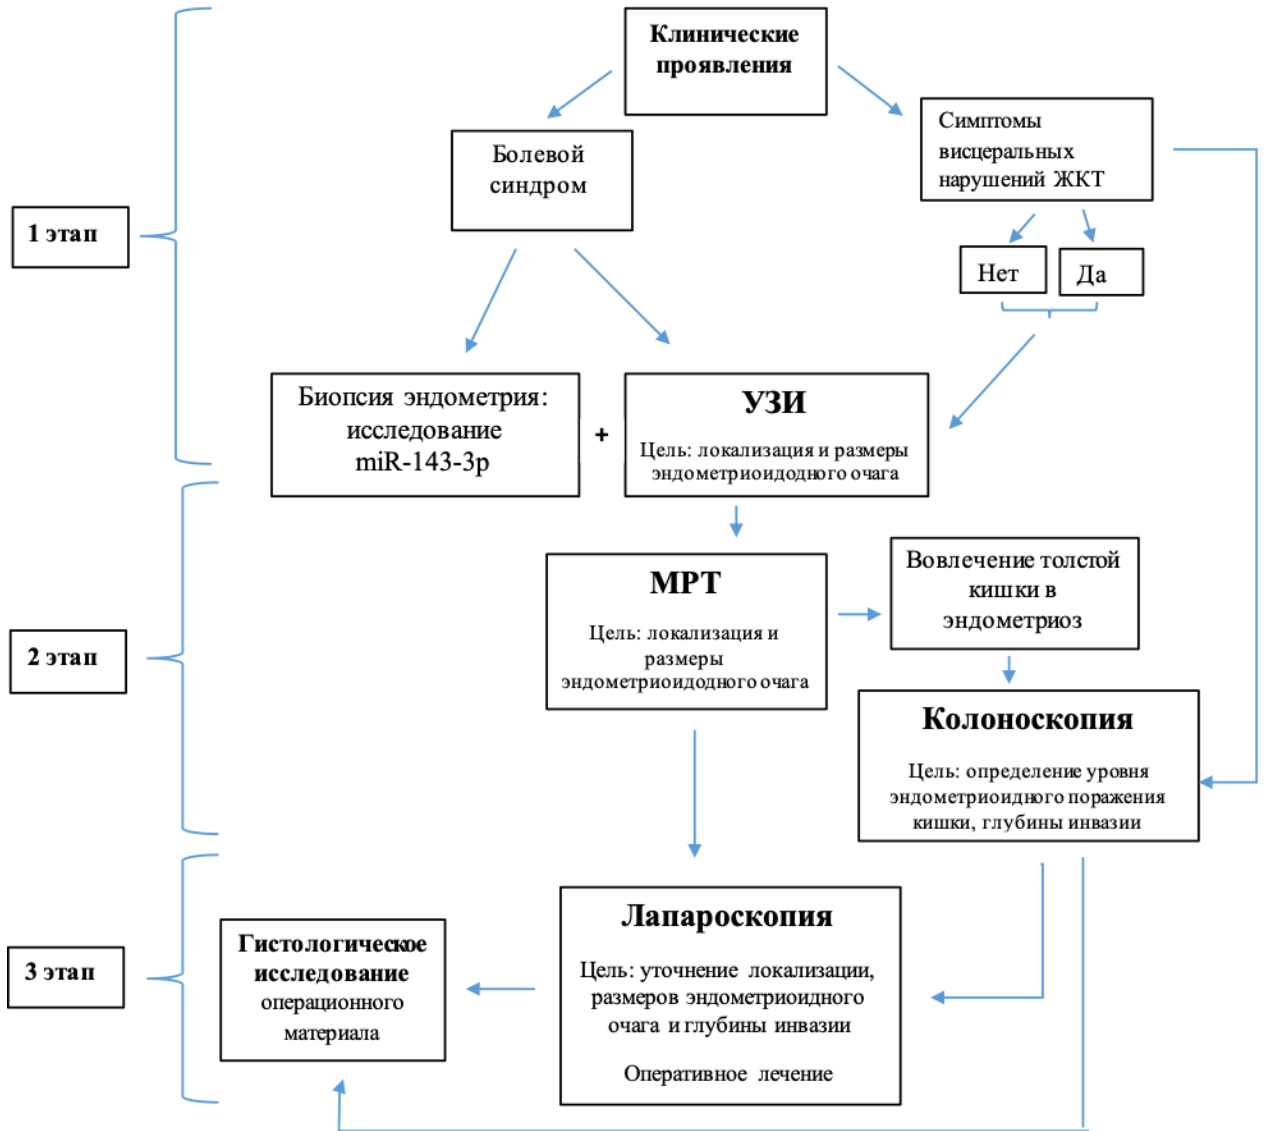 Клинические
проявления
Симптомы
висцеральных
нарушений ЖКТ
Болевой
синдром
1 этап
Нет
Да
Биопсия эндометрия:
исследование
miR-143-3p
+
УЗИ
Цель: локализация и размеры
эндометриоидодного очага
МРТ
Цель: локализация и
размеры
эндометриоидодного очага
Вовлечение толстой
кишки в
эндометриоз
2 этап
Колоноскопия
Цель: определение уровня
эндометриоидного поражения
кишки, глубины инвазии
Лапароскопия
Цель: уточнение локализации,
размеров эндометриоидного
очага и глубины инвазии
Оперативное лечение
Гистологическое
исследование
операционного
материала
3 этап